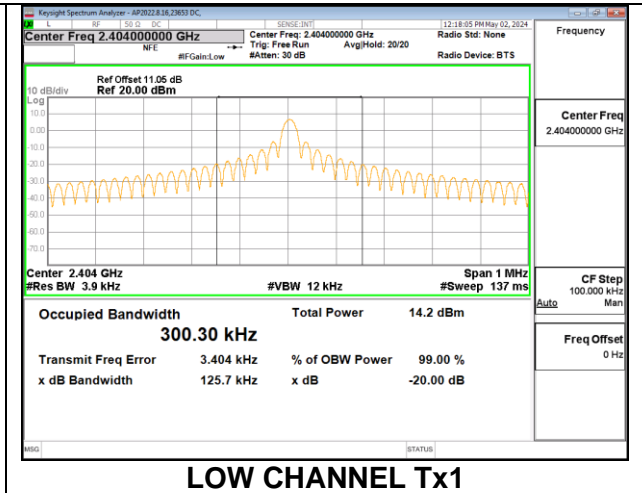 Keysight Spectrum Analyzer - AP2022.8.16,23653 DC,
L RF 50 Ω DC SENSE:INT 12:18:05 PM May 02, 2024
Center Freq 2.404000000 GHz
NFE
#IFGain:Low
Center Freq: 2.404000000 GHz
Trig: Free Run Avg|Hold: 20/20
#Atten: 30 dB
Radio Std: None
Radio Device: BTS
Frequency
Ref Offset 11.05 dB
10 dB/div Ref 20.00 dBm
Log
10.0
0.00
-10.0
-20.0
-30.0
-40.0
-50.0
-60.0
-70.0
Center 2.404 GHz Span 1 MHz
#Res BW 3.9 kHz #VBW 12 kHz #Sweep 137 ms
Center Freq
2.404000000 GHz
CF Step
100.000 kHz
Auto Man
Freq Offset
0 Hz
Occupied Bandwidth Total Power 14.2 dBm
300.30 kHz
Transmit Freq Error 3.404 kHz % of OBW Power 99.00 %
x dB Bandwidth 125.7 kHz x dB -20.00 dB
MSG STATUS
LOW CHANNEL Tx1